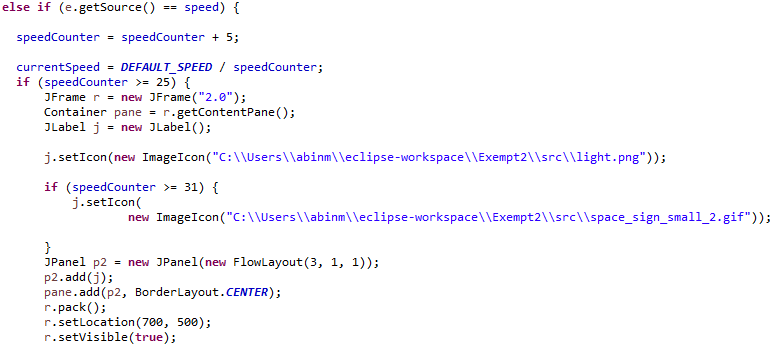 else if (e.getSource() == speed) {
speedCounter = speedCounter + 5;
currentSpeed = DEFAULT_SPEED / speedCounter;
if (speedCounter >= 25) {
JFrame r = new JFrame("2.0");
Container pane = r.getContentPane();
JLabel j = new JLabel();
j.setIcon(new ImageIcon("C:\\Users\\abinm\\eclipse-workspace\\Exempt2\\src\\light.png"));
if (speedCounter >= 31) {
j.setIcon(
new ImageIcon("C:\\Users\\abinm\\eclipse-workspace\\Exempt2\\src\\space_sign_small_2.gif"));
}
JPanel p2 = new JPanel(new FlowLayout(3, 1, 1));
p2.add(j);
pane.add(p2, BorderLayout.CENTER);
r.pack();
r.setLocation(700, 500);
r.setVisible(true);